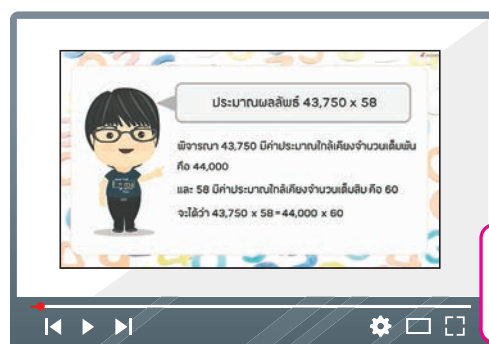 ประมาณผลลัพธ์ 43,750 x 58
พิจารณา 43,750 มีค่าประมาณใกล้เคียงจำนวนเต็มพัน
คือ 44,000
และ 58 มีค่าประมาณใกล้เคียงจำนวนเต็มสิบ คือ 60
จะได้ว่า 43,750 x 58 = 44,000 x 60